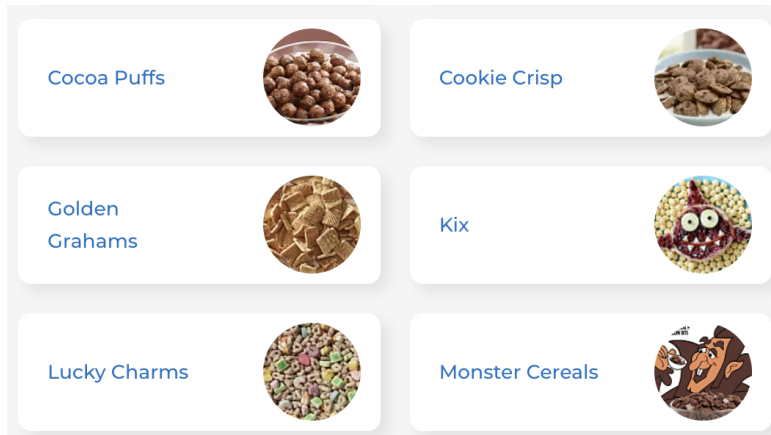 Cocoa Puffs
Cookie Crisp
Golden
Grahams
Kix
Lucky Charms
Monster Cereals